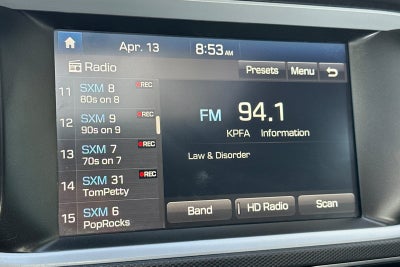 Apr. 13 8:53 AM
Radio
Presets Menu
11 SXM 8 REC
80s on 8
12 SXM 9 REC
90s on 9
13 SXM 7 REC
70s on 7
14 SXM 31 REC
TomPetty
15 SXM 6
PopRocks
FM 94.1
KPFA Information
Law & Disorder
Band HD Radio Scan